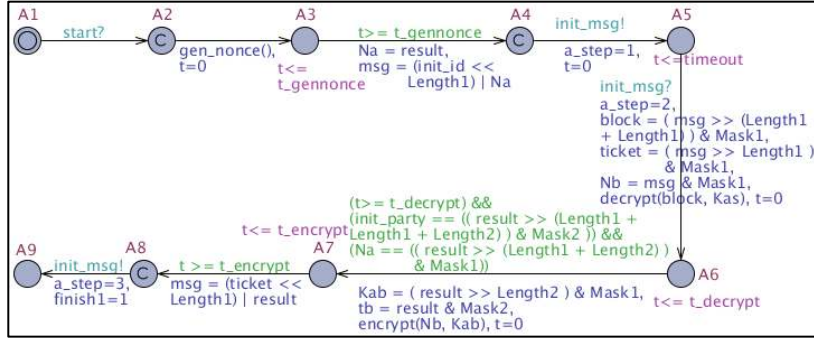 A1
start?
A2
C
gen_nonce(),
t=0
A3
t<=
t_gennonce
t>= t_gennonce
Na = result,
msg = (init_id <<
Length1) | Na
A4
C
init_msg!
a_step=1,
t=0
A5
t<=timeout
init_msg?
a_step=2,
block = ( msg >> (Length1
+ Length1) ) & Mask1,
ticket = ( msg >> Length1 )
& Mask1,
Nb = msg & Mask1,
decrypt(block, Kas), t=0
A6
t<= t_decrypt
(t>= t_decrypt) &&
(init_party == (( result >> (Length1 +
Length1 + Length2) ) & Mask2 )) &&
(Na == (( result >> (Length1 + Length2) )
& Mask1))
Kab = ( result >> Length2 ) & Mask1,
tb = result & Mask2,
encrypt(Nb, Kab), t=0
t<= t_encrypt
A7
t >= t_encrypt
msg = (ticket <<
Length1) | result
A8
C
init_msg!
a_step=3,
finish1=1
A9